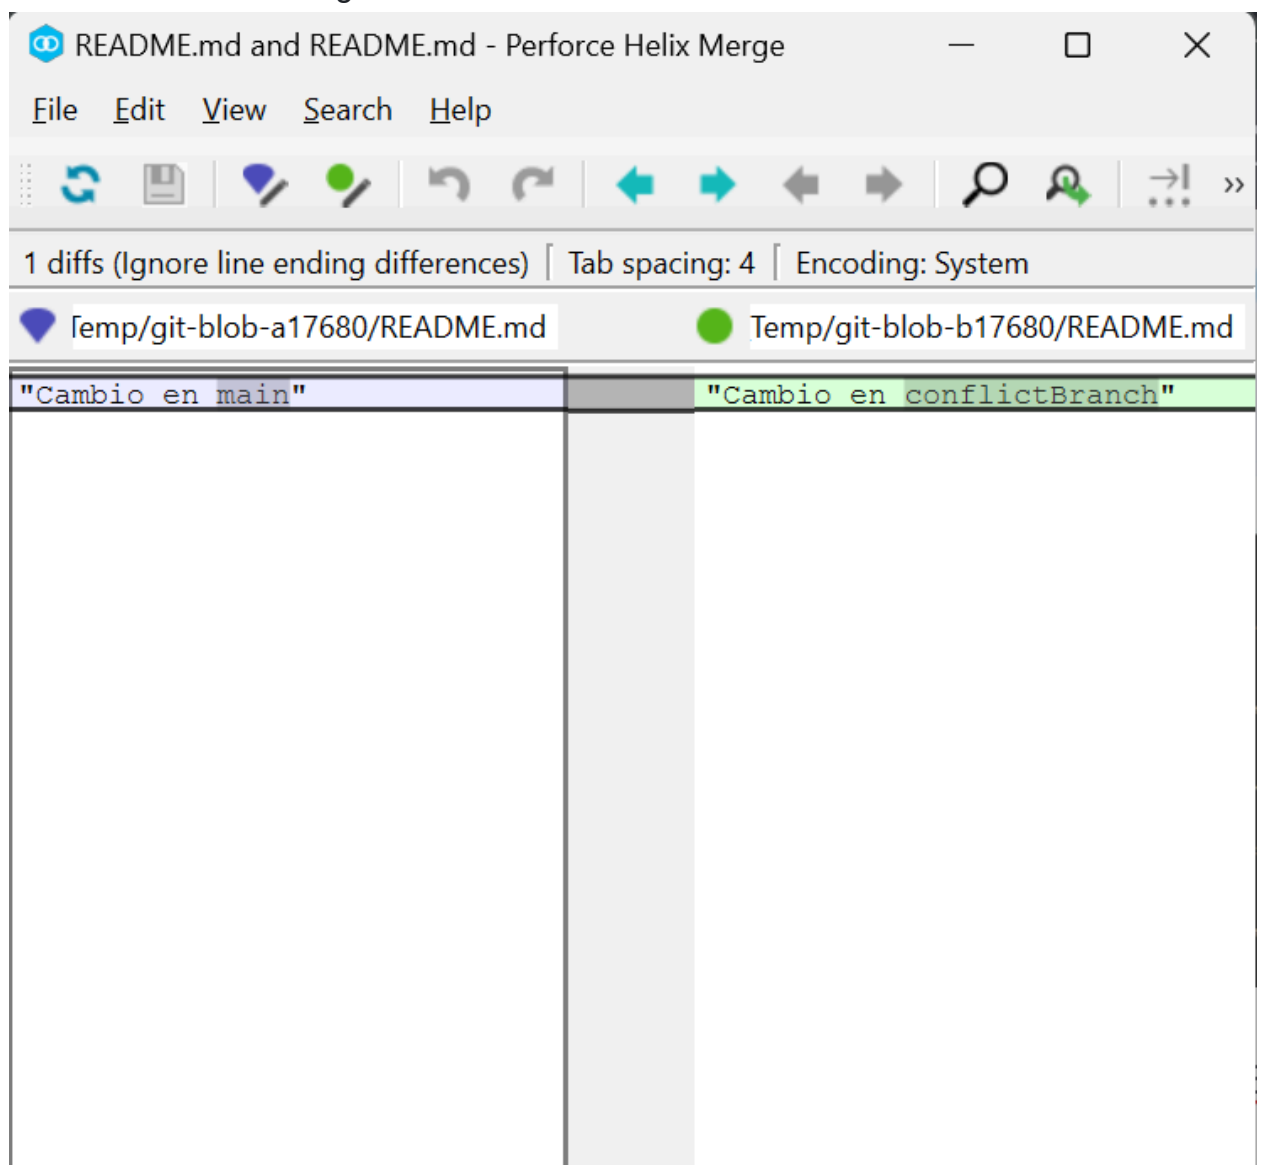 README.md and README.md - Perforce Helix Merge
File Edit View Search Help
1 diffs (Ignore line ending differences) Tab spacing: 4 Encoding: System
Temp/git-blob-a17680/README.md Temp/git-blob-b17680/README.md
"Cambio en main" "Cambio en conflictBranch"